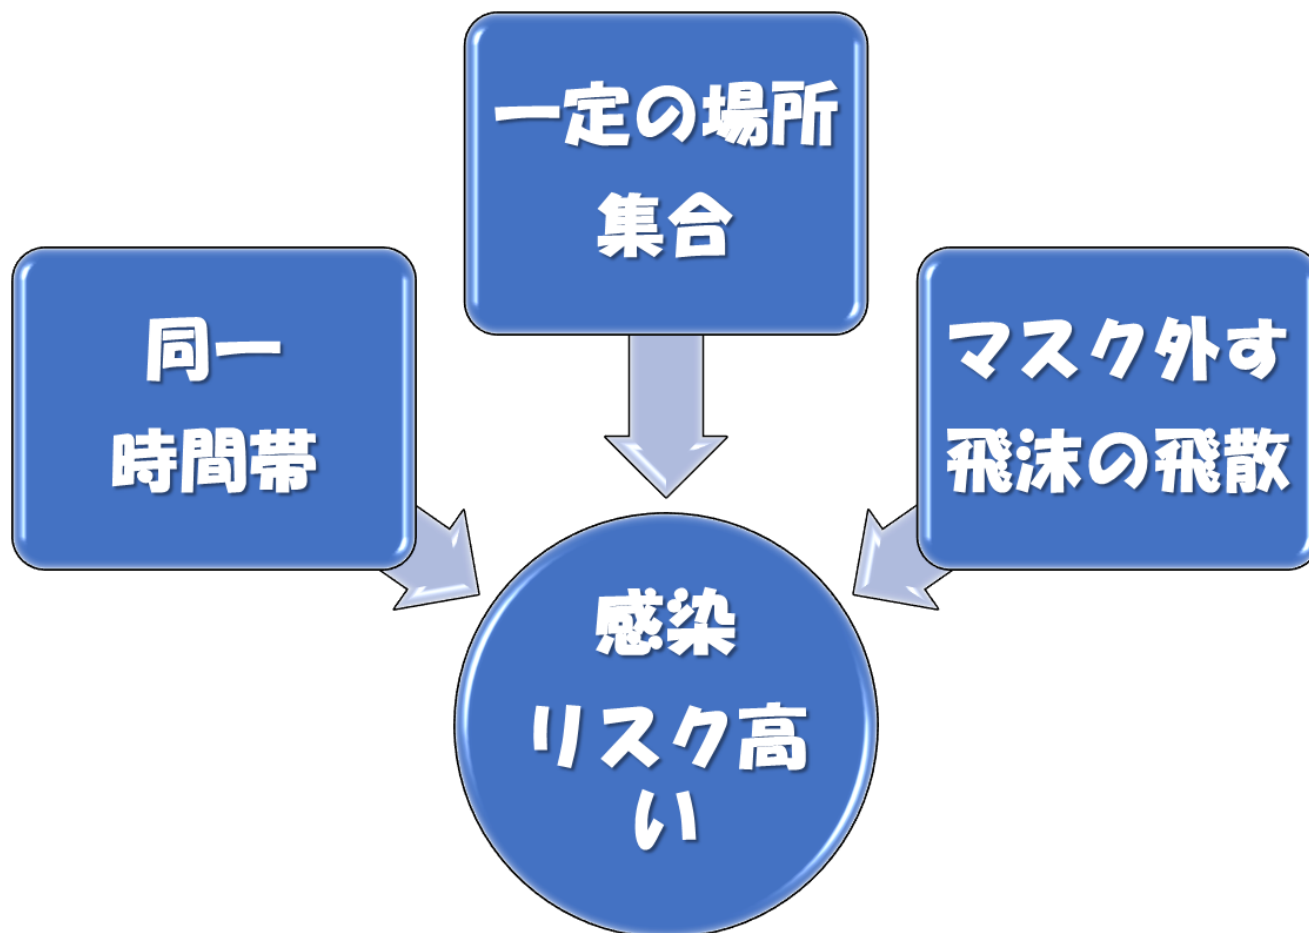 一定の場所
集合
同一
時間帯
マスク外す
飛沫の飛散
感染
リスク高
い